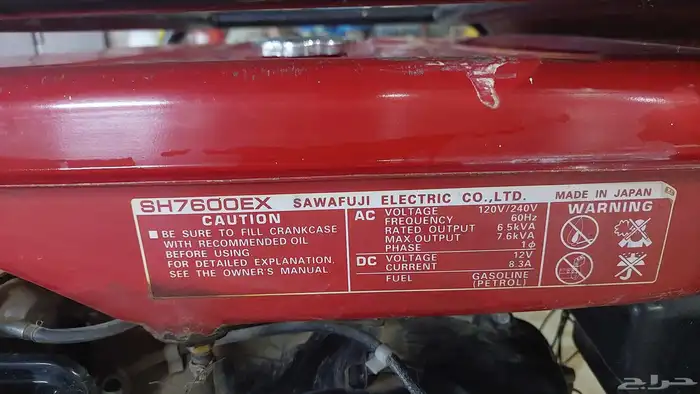 SH7600EX SAWAFUJI ELECTRIC CO.,LTD. MADE IN JAPAN
CAUTION
■ BE SURE TO FILL CRANKCASE
WITH RECOMMENDED OIL
BEFORE USING
FOR DETAILED EXPLANATION,
SEE THE OWNER'S MANUAL
AC VOLTAGE 120V/240V
FREQUENCY 60Hz
RATED OUTPUT 6.5kVA
MAX OUTPUT 7.6kVA
PHASE 1ϕ
DC VOLTAGE 12V
CURRENT 8.3A
FUEL GASOLINE
(PETROL)
WARNING
حراج